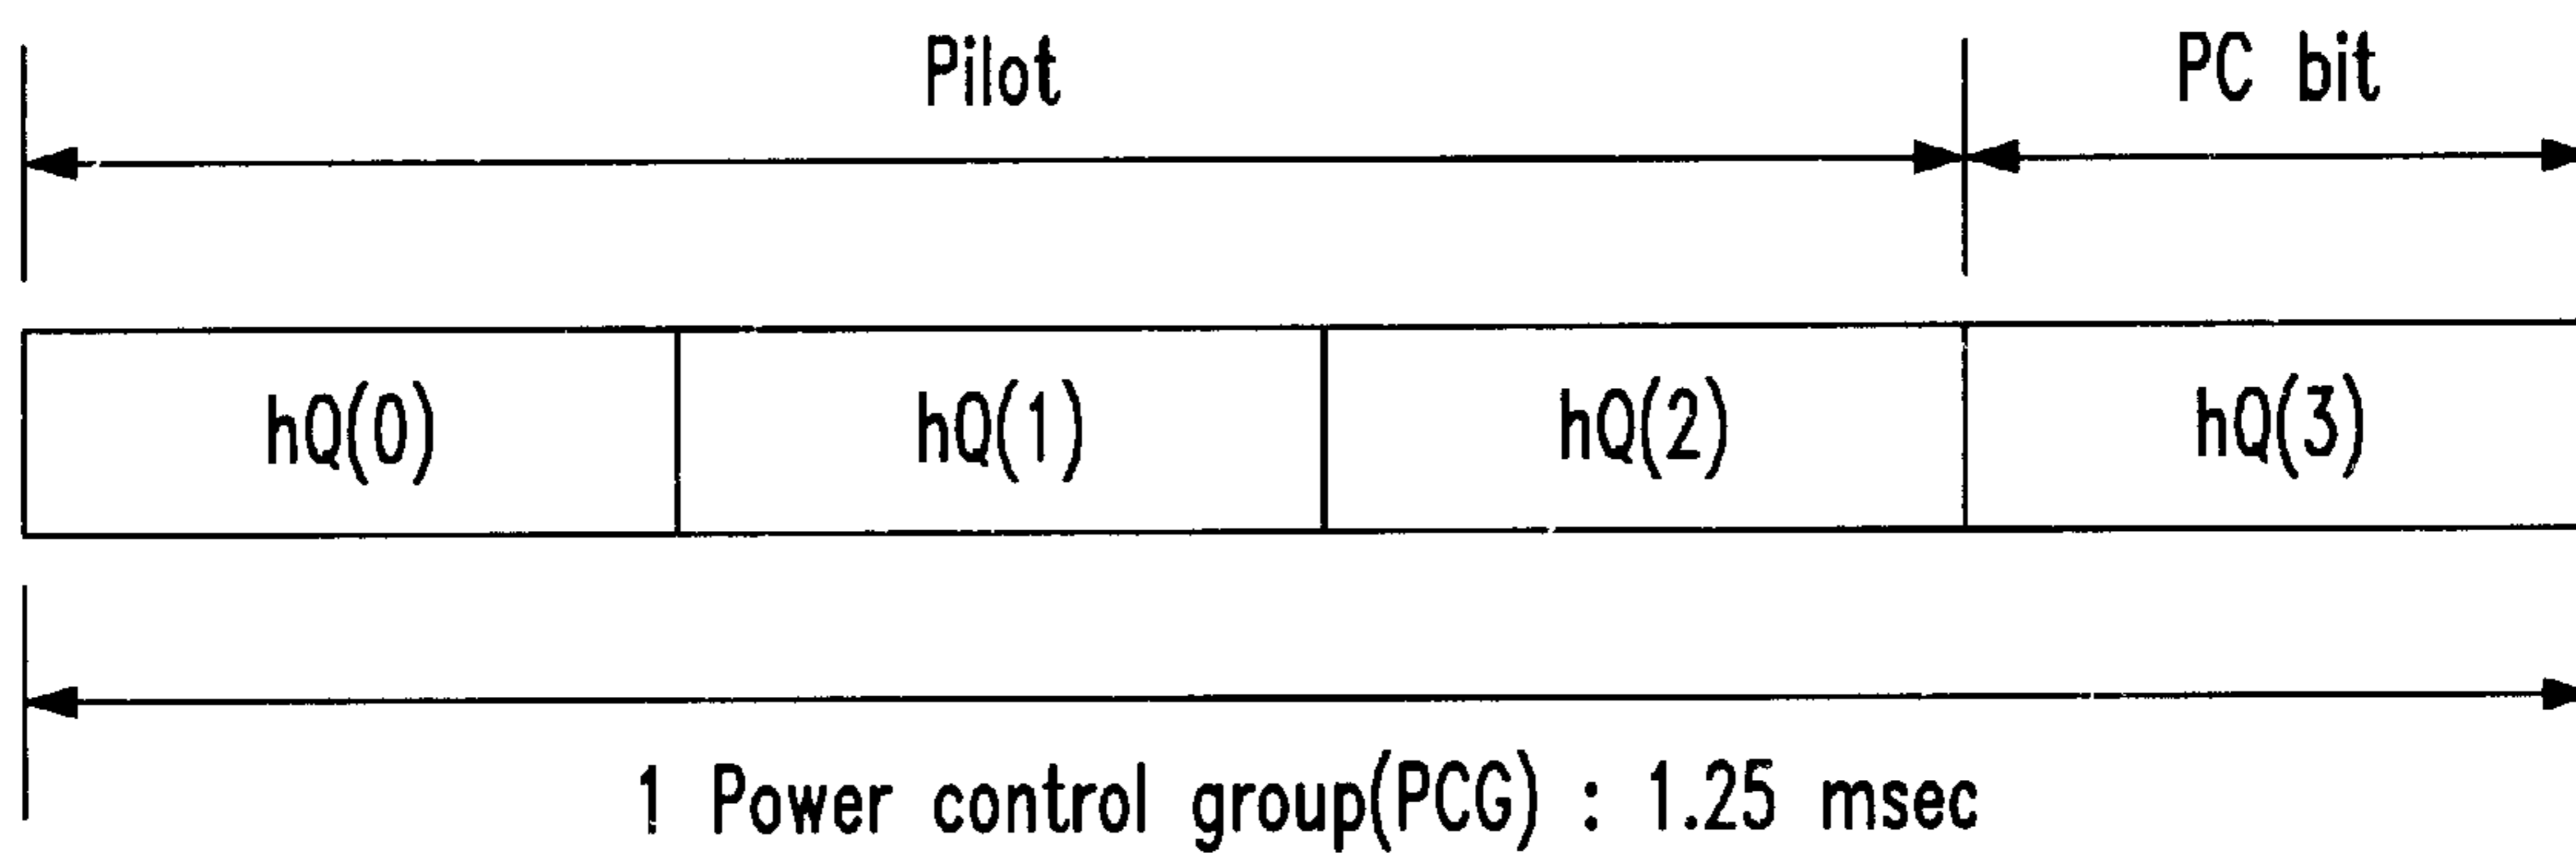 Pilot PC bit
hQ(0) hQ(1) hQ(2) hQ(3)
1 Power control group(PCG) : 1.25 msec